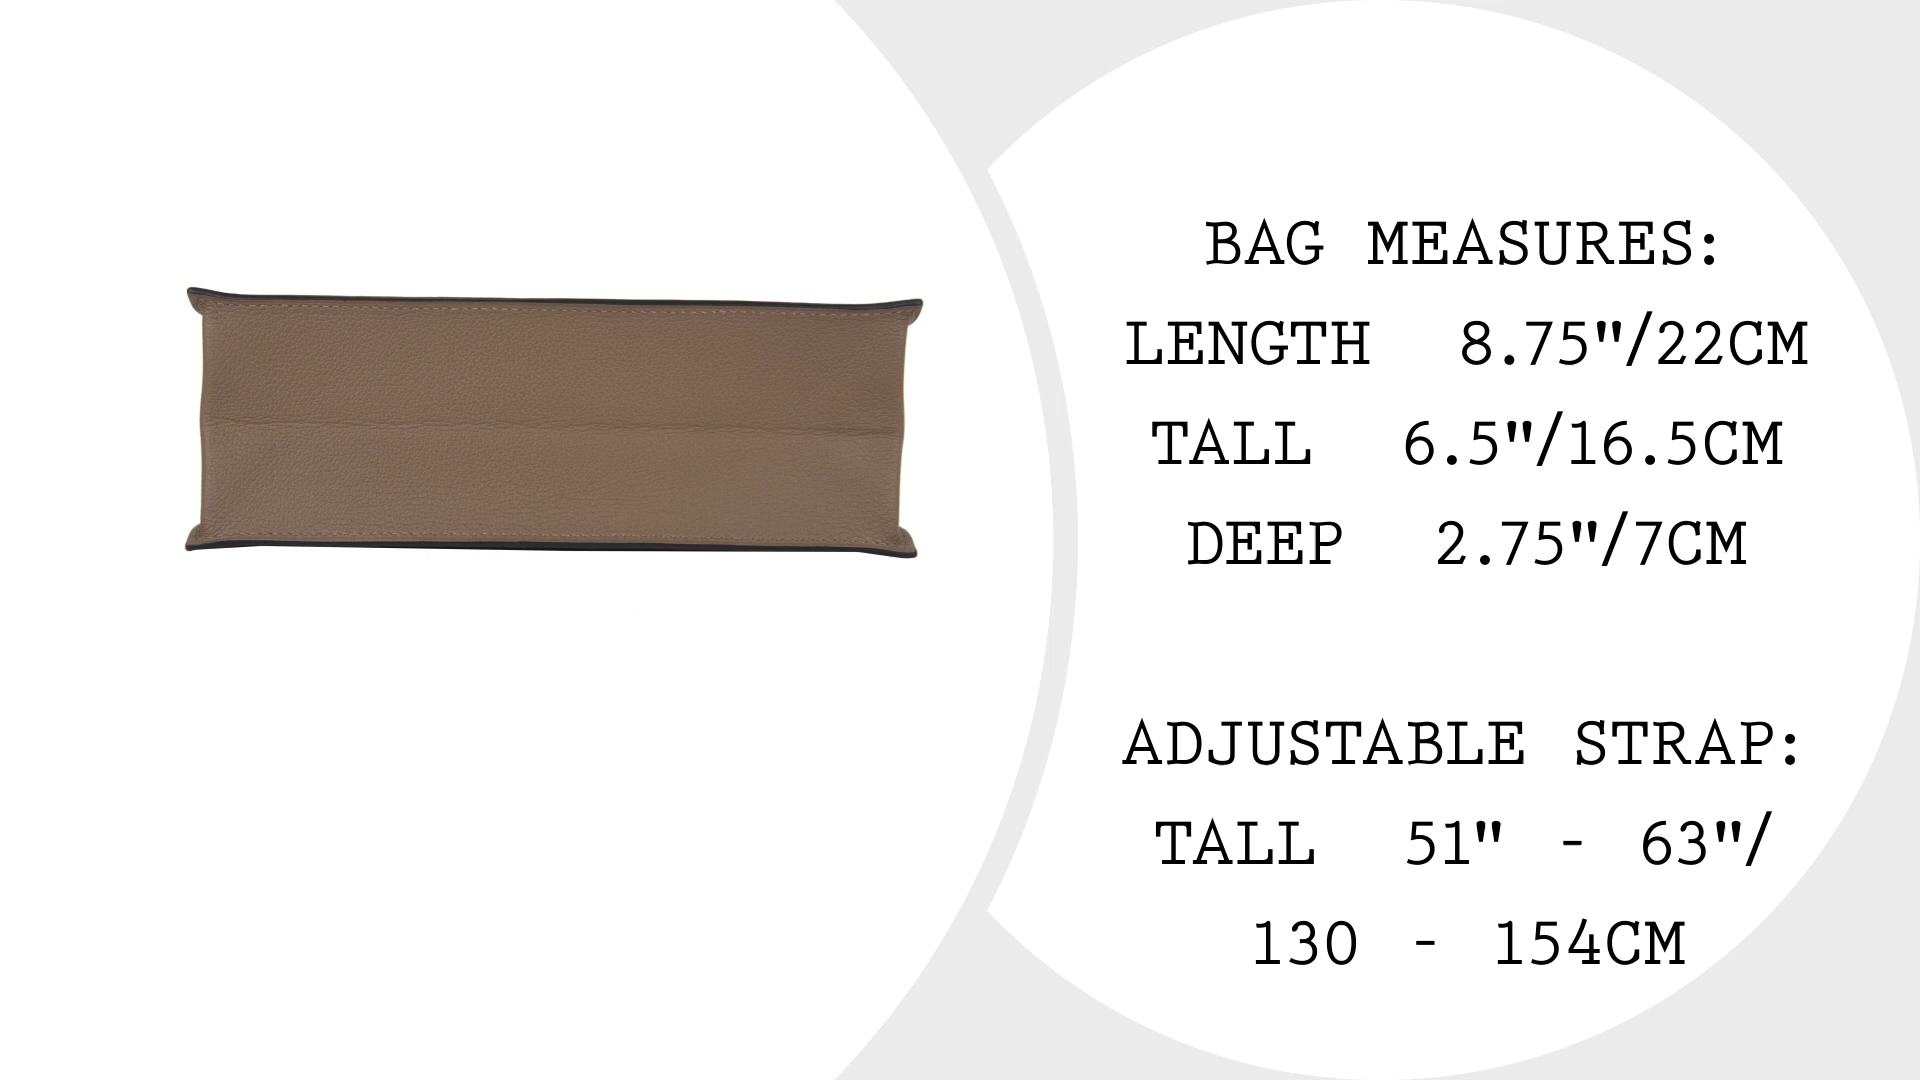 BAG MEASURES:
LENGTH 8.75"/22CM
TALL 6.5"/16.5CM
DEEP 2.75"/7CM
ADJUSTABLE STRAP:
TALL 51" - 63"/
130 - 154CM